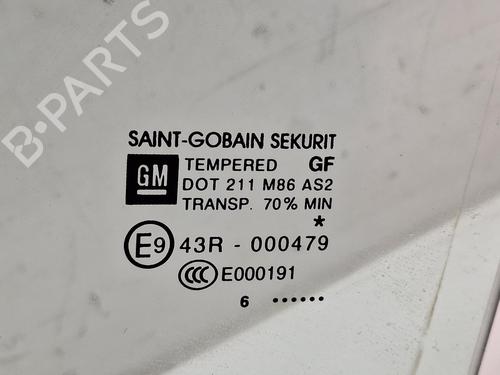 SAINT-GOBAIN SEKURIT
GM
TEMPERED GF
DOT 211 M86 AS2
TRANSP. 70% MIN
*
E9 43R - 000479
CCC E000191
6 ......
B-PARTS